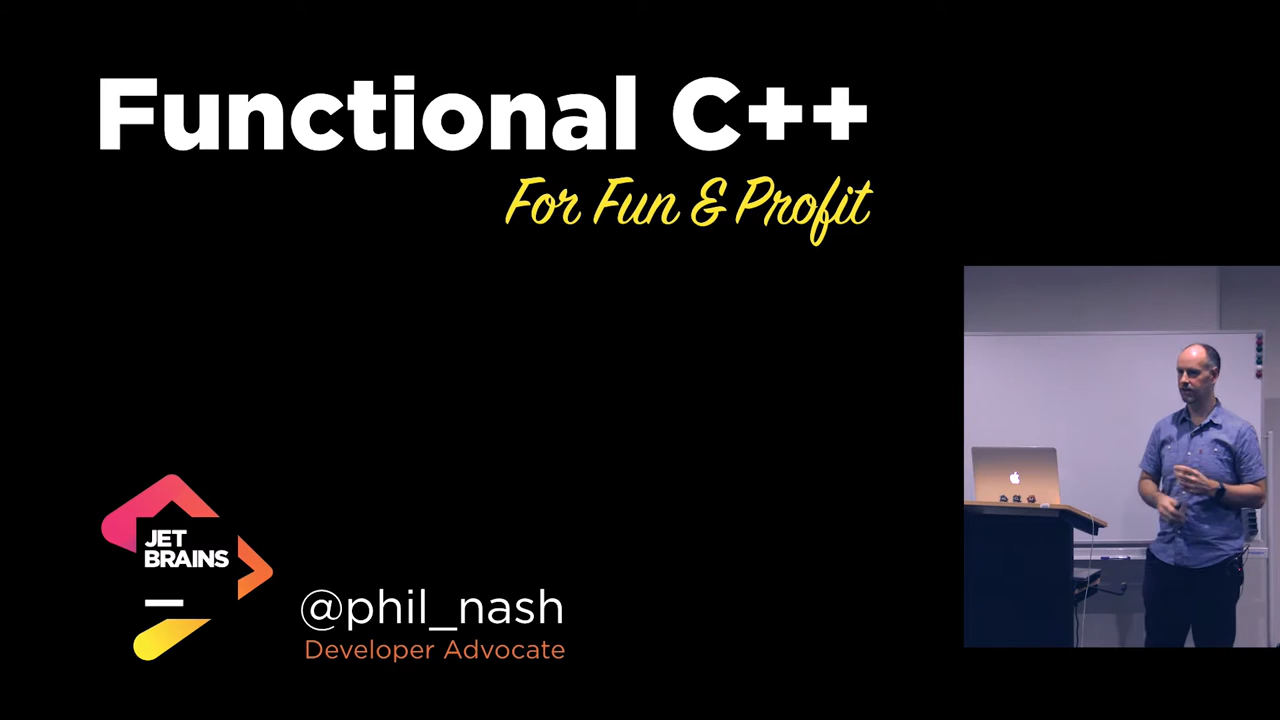 Functional C++
For Fun & Profit
JET
BRAINS
@phil_nash
Developer Advocate